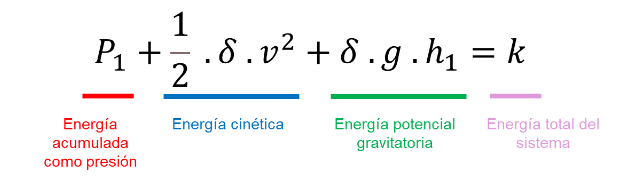 P₁ + 1/2 . δ . v² + δ . g . h₁ = k
Energía acumulada como presión
Energía cinética
Energía potencial gravitatoria
Energía total del sistema